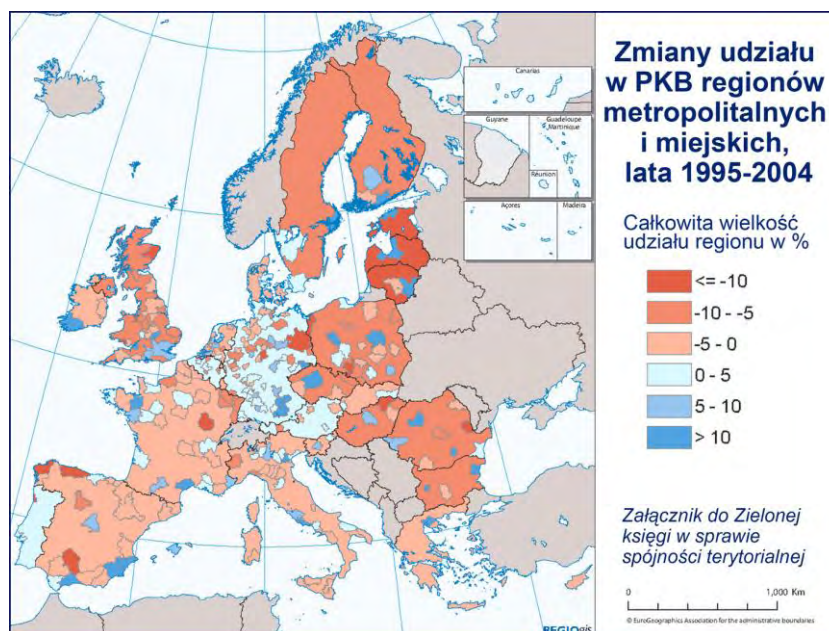 Zmiany udziału
w PKB regionów
metropolitalnych
i miejskich,
lata 1995-2004
Canarias
Guyane
Guadeloupe
Martinique
Réunion
Açores
Madeira
Całkowita wielkość
udziału regionu w %
<= -10
-10 - -5
-5 - 0
0 - 5
5 - 10
> 10
Załącznik do Zielonej
księgi w sprawie
spójności terytorialnej
0 1,000 Km
© EuroGeographics Association for the administrative boundaries
REGIOgis